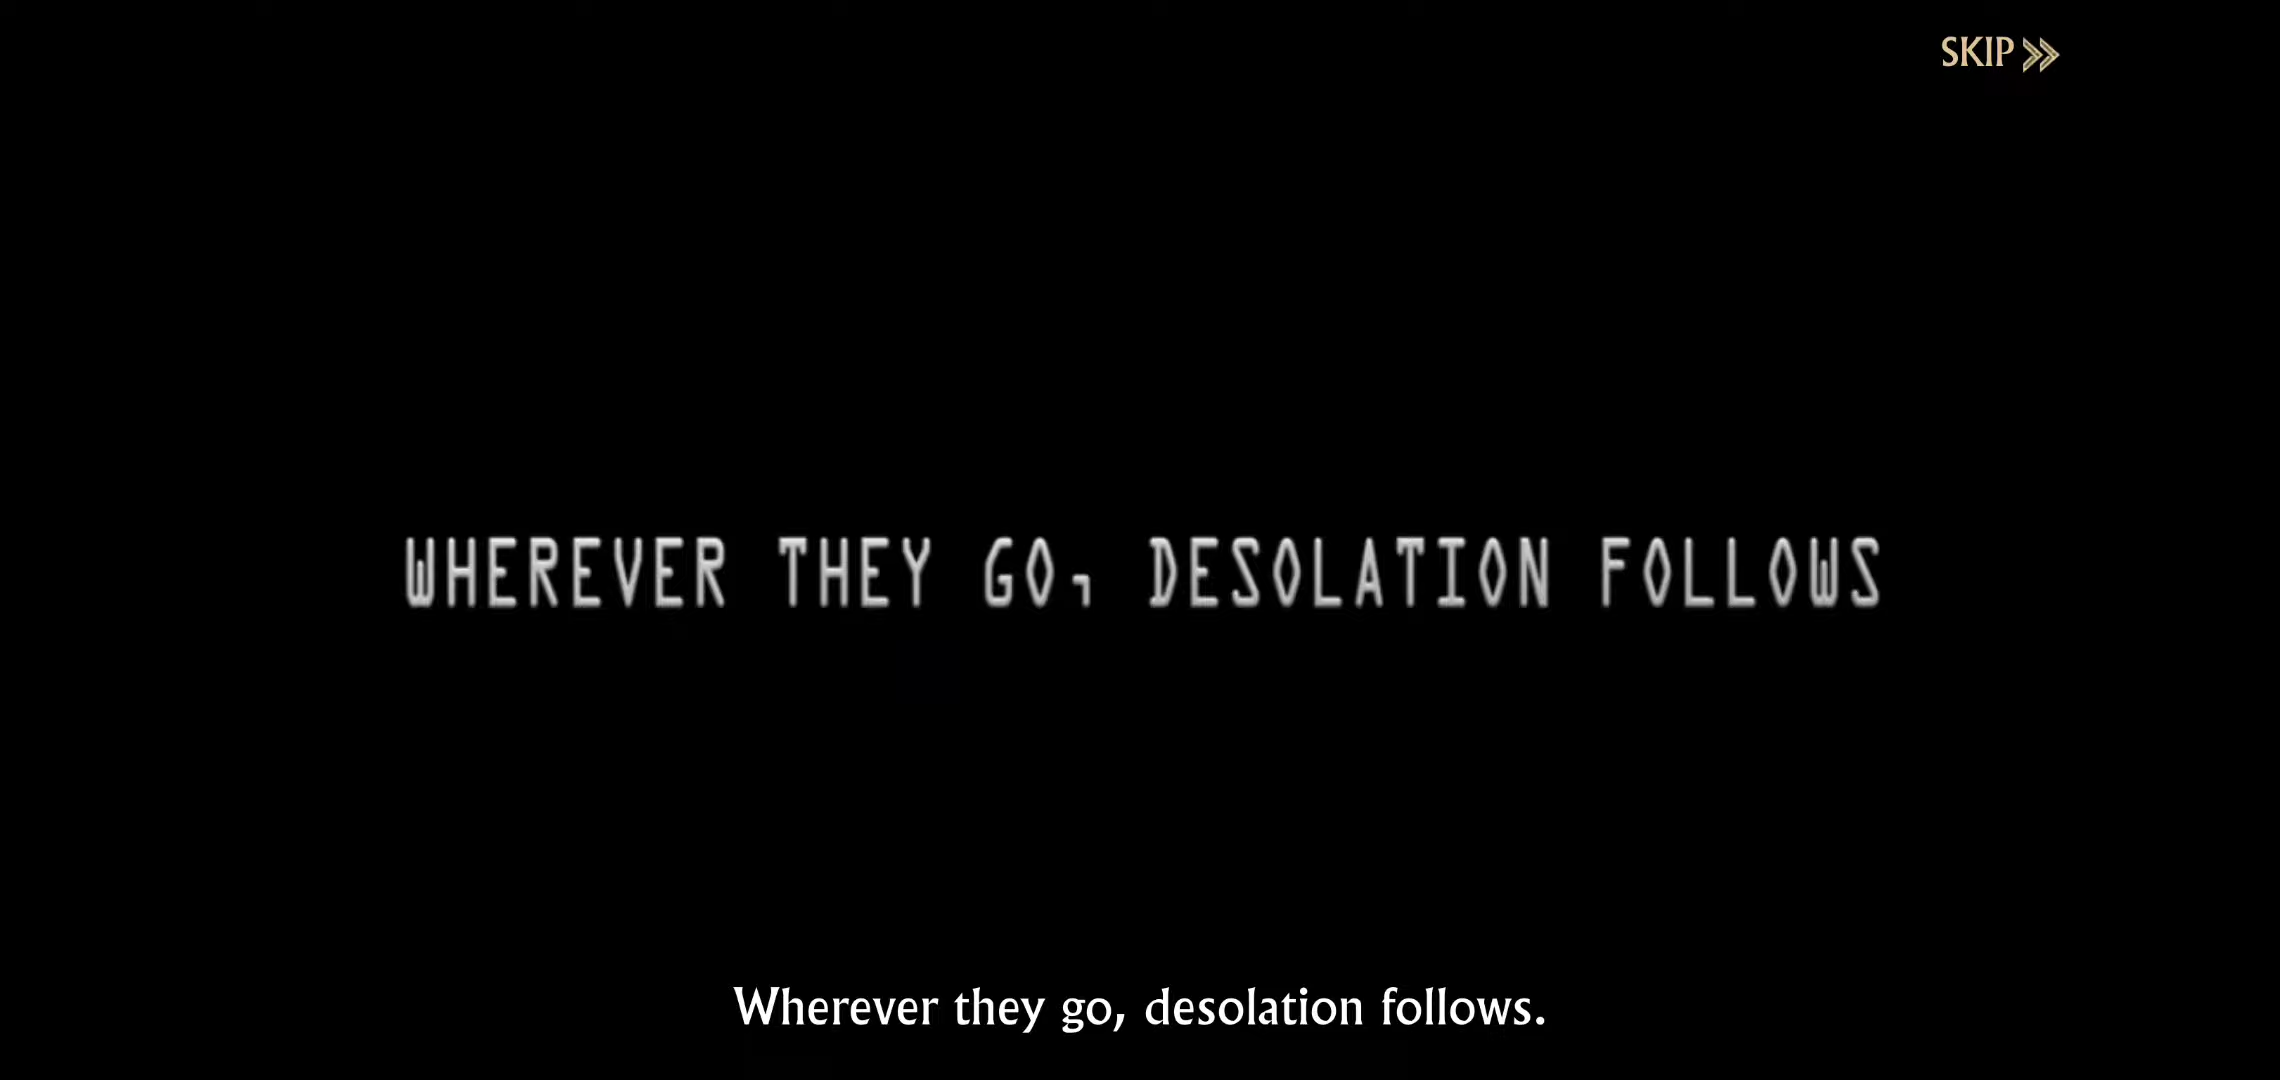 SKIP
WHEREVER THEY GO, DESOLATION FOLLOWS
Wherever they go, desolation follows.